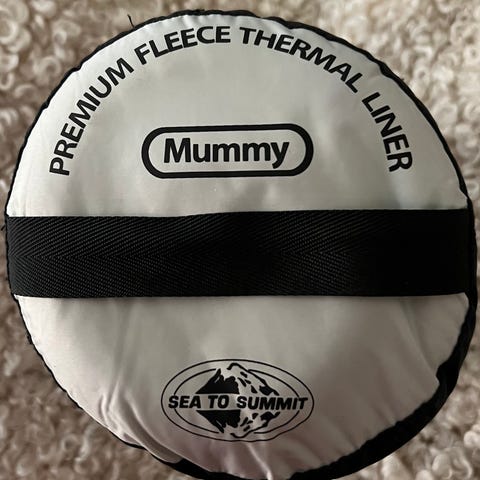 PREMIUM FLEECE THERMAL LINER
Mummy
SEA TO SUMMIT